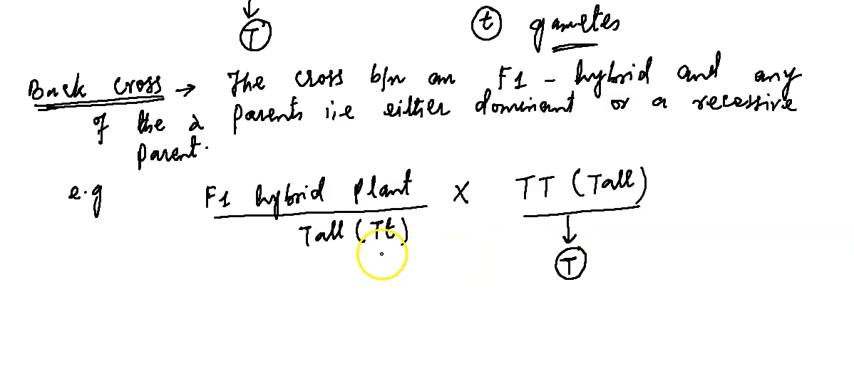 T t gametes
Back cross → The cross b/n an F1 - hybrid and any
of the 2 parents i;e either dominant or a recessive
parent.
e.g F1 hybrid plant x TT (Tall)
Tall (Tt)
T